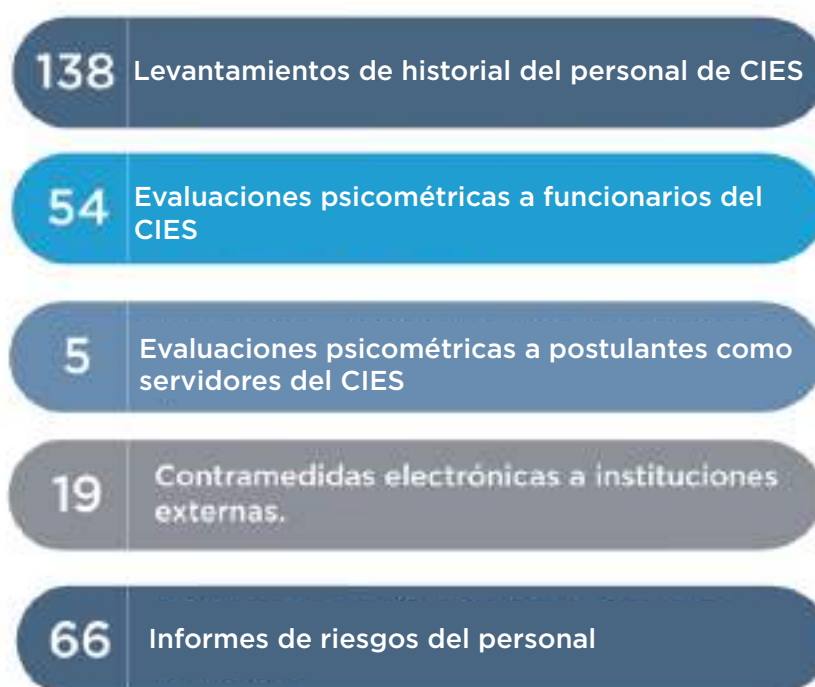 138 Levantamientos de historial del personal de CIES
54 Evaluaciones psicométricas a funcionarios del
CIES
5 Evaluaciones psicométricas a postulantes como
servidores del CIES
19 Contramedidas electrónicas a instituciones
externas.
66 Informes de riesgos del personal